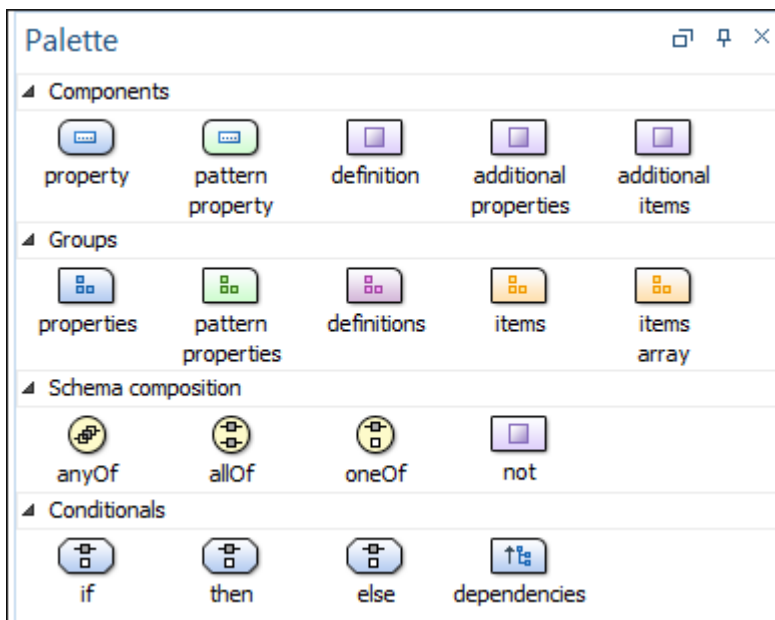 Palette
Components
property
pattern
property
definition
additional
properties
additional
items
Groups
properties
pattern
properties
definitions
items
items
array
Schema composition
anyOf
allOf
oneOf
not
Conditionals
if
then
else
dependencies